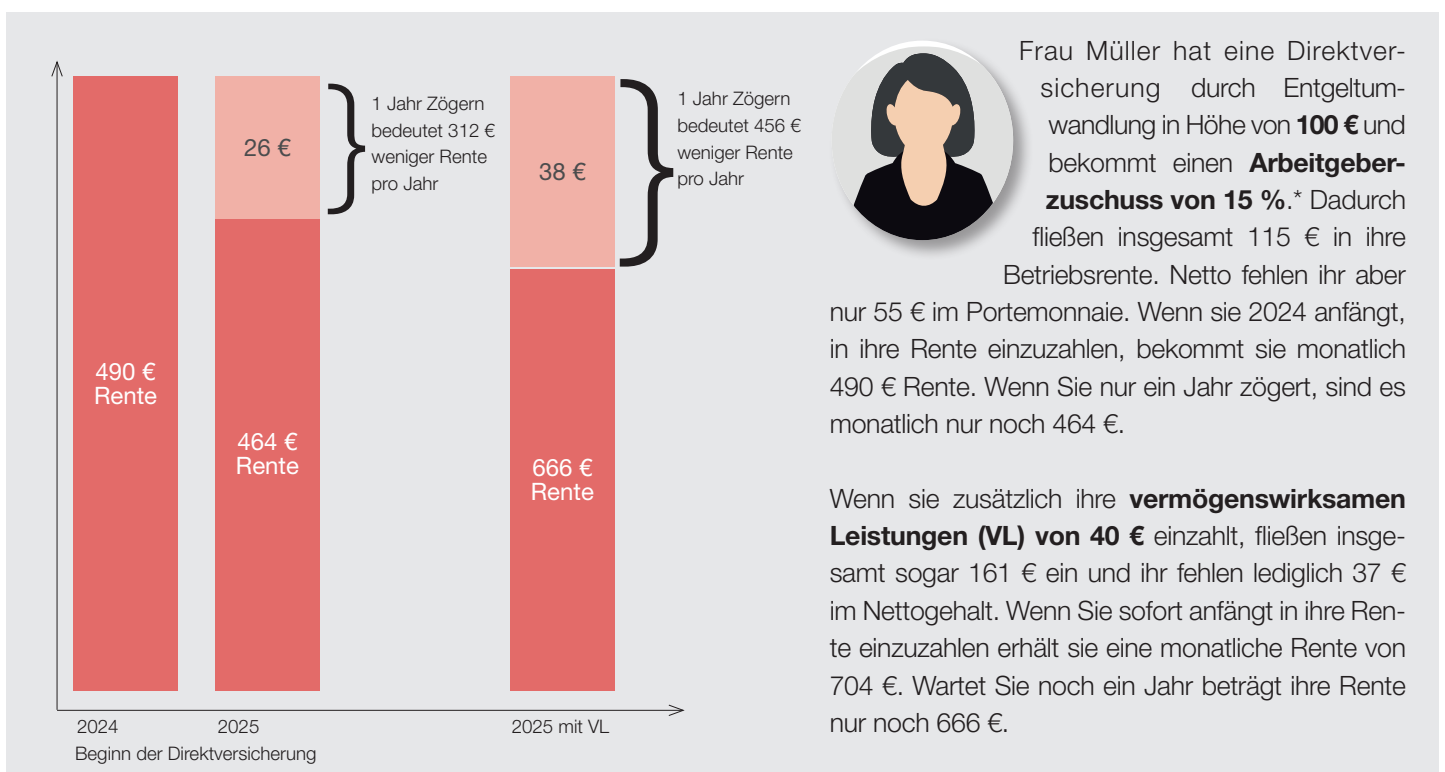 490 €
Rente
26 €
464 €
Rente
1 Jahr Zögern
bedeutet 312 €
weniger Rente
pro Jahr
38 €
666 €
Rente
1 Jahr Zögern
bedeutet 456 €
weniger Rente
pro Jahr
2024
2025
2025 mit VL
Beginn der Direktversicherung
Frau Müller hat eine Direktver-
sicherung durch Entgeltum-
wandlung in Höhe von 100 € und
bekommt einen Arbeitgeber-
zuschuss von 15 %.* Dadurch
fließen insgesamt 115 € in ihre
Betriebsrente. Netto fehlen ihr aber
nur 55 € im Portemonnaie. Wenn sie 2024 anfängt,
in ihre Rente einzuzahlen, bekommt sie monatlich
490 € Rente. Wenn Sie nur ein Jahr zögert, sind es
monatlich nur noch 464 €.
Wenn sie zusätzlich ihre vermögenswirksamen
Leistungen (VL) von 40 € einzahlt, fließen insge-
samt sogar 161 € ein und ihr fehlen lediglich 37 €
im Nettogehalt. Wenn Sie sofort anfängt in ihre Ren-
te einzuzahlen erhält sie eine monatliche Rente von
704 €. Wartet Sie noch ein Jahr beträgt ihre Rente
nur noch 666 €.